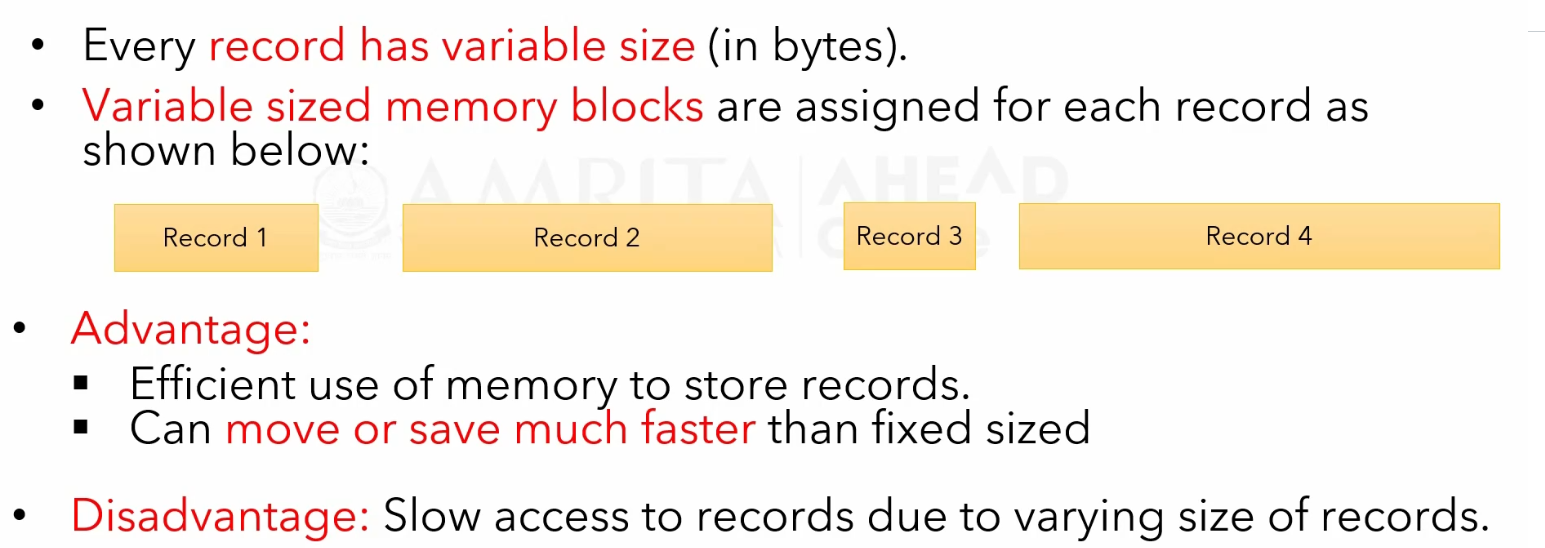 • Every record has variable size (in bytes).
• Variable sized memory blocks are assigned for each record as
shown below:
AMRITA AHEAD
Record 1 Record 2 Record 3 Record 4
• Advantage:
▪ Efficient use of memory to store records.
▪ Can move or save much faster than fixed sized
• Disadvantage: Slow access to records due to varying size of records.